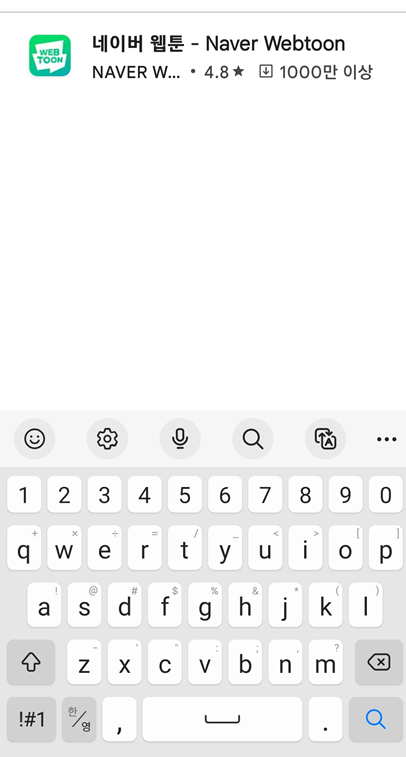 WEB
TOON
네이버 웹툰 - Naver Webtoon
NAVER W... • 4.8★ 1000만 이상
1 2 3 4 5 6 7 8 9 0
+ × ÷ = / _ < > [ ]
q w e r t y u i o p
! @ # $ % & * ( )
a s d f g h j k l
- ' " : ; , ?
z x c v b n m
!#1 한/영 , .